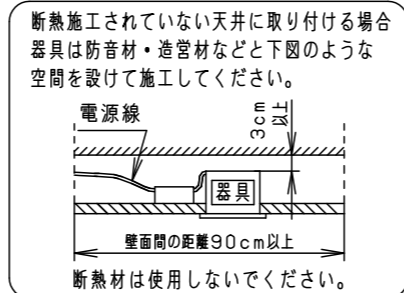 断熱施工されていない天井に取り付ける場合
器具は防音材・造営材などと下図のような
空間を設けて施工してください。
電源線
3cm
以上
器具
壁面間の距離90cm以上
断熱材は使用しないでください。